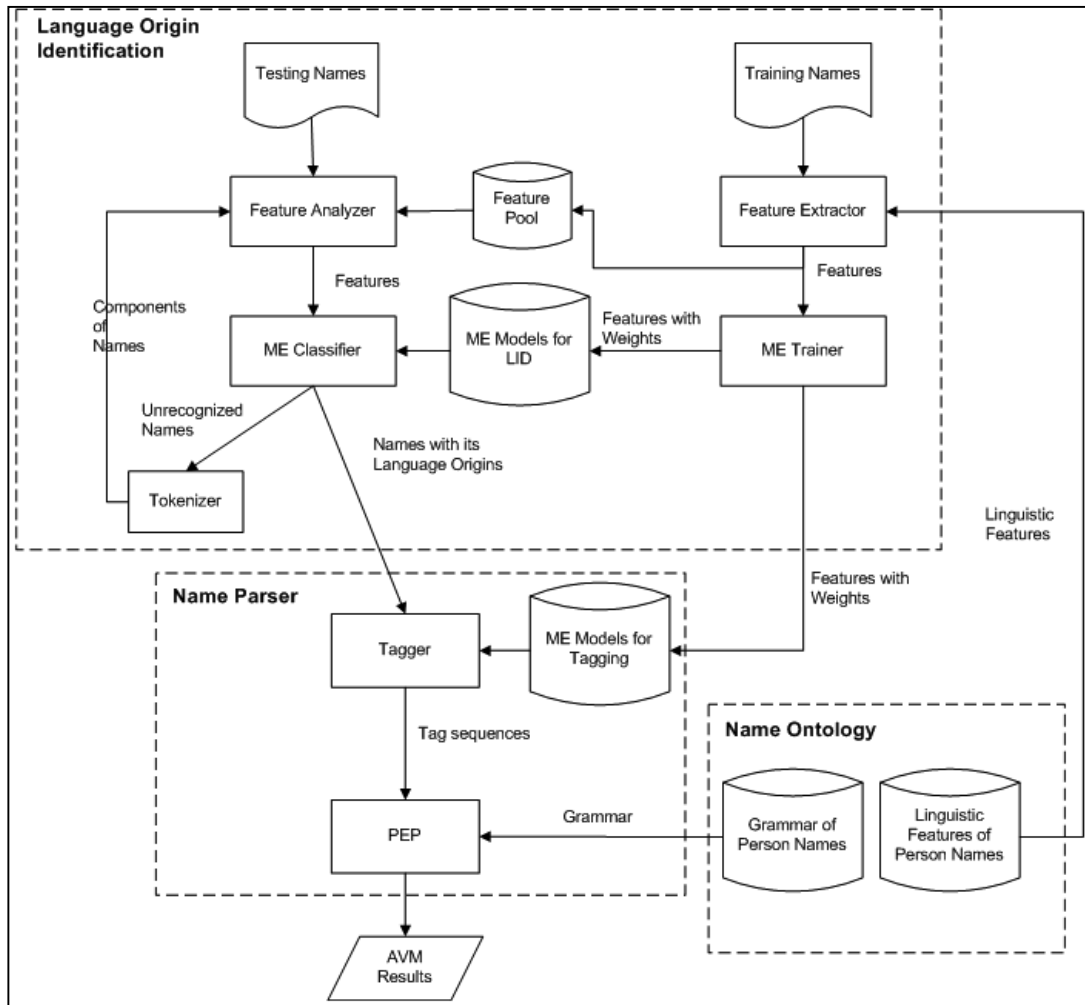 Language Origin
Identification
Testing Names
Training Names
Feature Analyzer
Feature
Pool
Feature Extractor
Features
Features
Components
of
Names
ME Classifier
ME Models for
LID
Features with
Weights
ME Trainer
Unrecognized
Names
Names with its
Language Origins
Tokenizer
Linguistic
Features
Name Parser
Features with
Weights
Tagger
ME Models for
Tagging
Tag sequences
Name Ontology
PEP
Grammar
Grammar of
Person Names
Linguistic
Features of
Person Names
AVM
Results